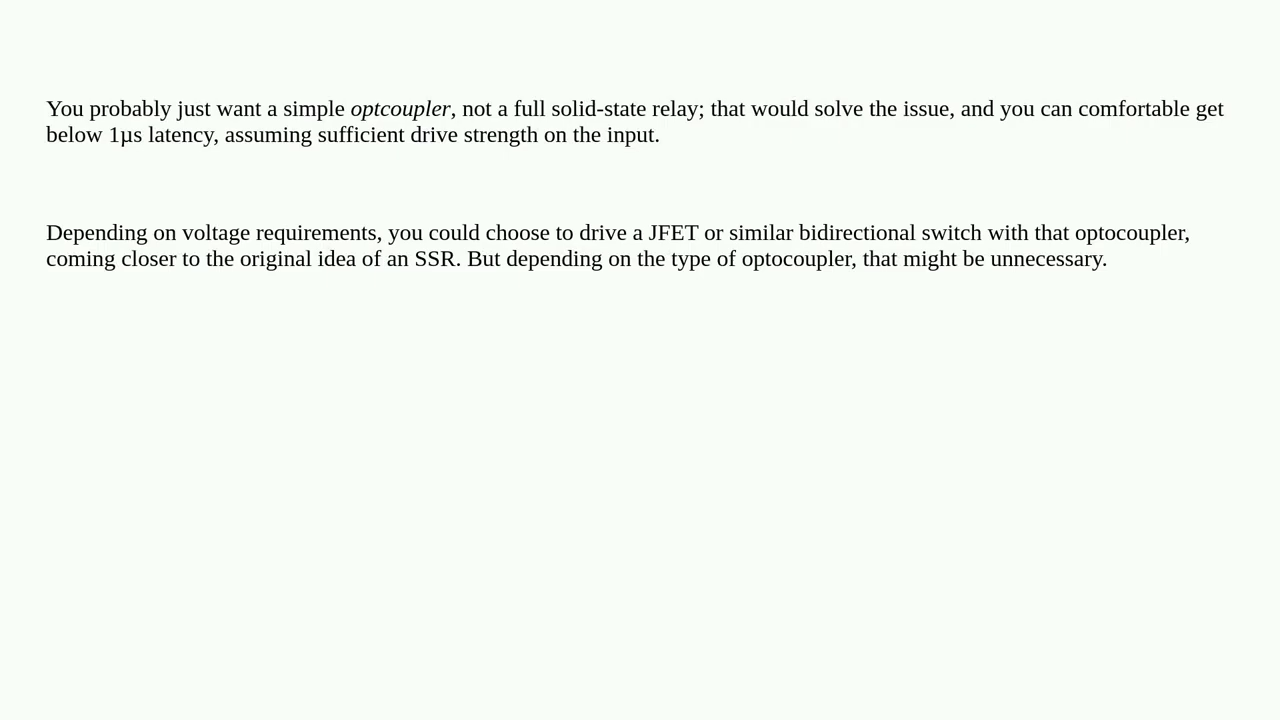 You probably just want a simple optcoupler, not a full solid-state relay; that would solve the issue, and you can comfortable get
below 1µs latency, assuming sufficient drive strength on the input.
Depending on voltage requirements, you could choose to drive a JFET or similar bidirectional switch with that optocoupler,
coming closer to the original idea of an SSR. But depending on the type of optocoupler, that might be unnecessary.